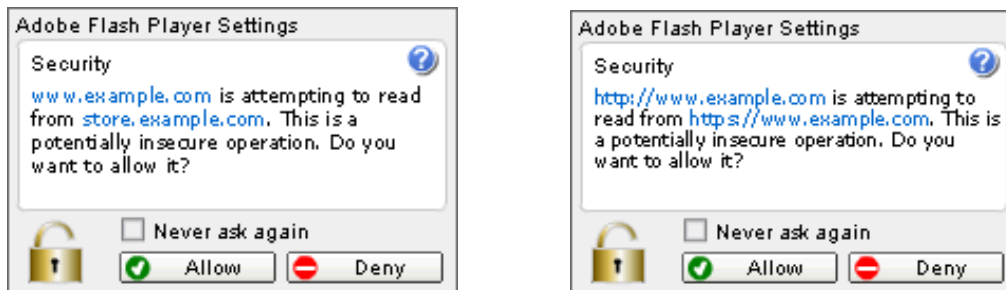 Adobe Flash Player Settings
Security
www.example.com is attempting to read
from store.example.com. This is a
potentially insecure operation. Do you
want to allow it?
Never ask again
Allow
Deny
Adobe Flash Player Settings
Security
http://www.example.com is attempting to
read from https://www.example.com. This is
a potentially insecure operation. Do you
want to allow it?
Never ask again
Allow
Deny